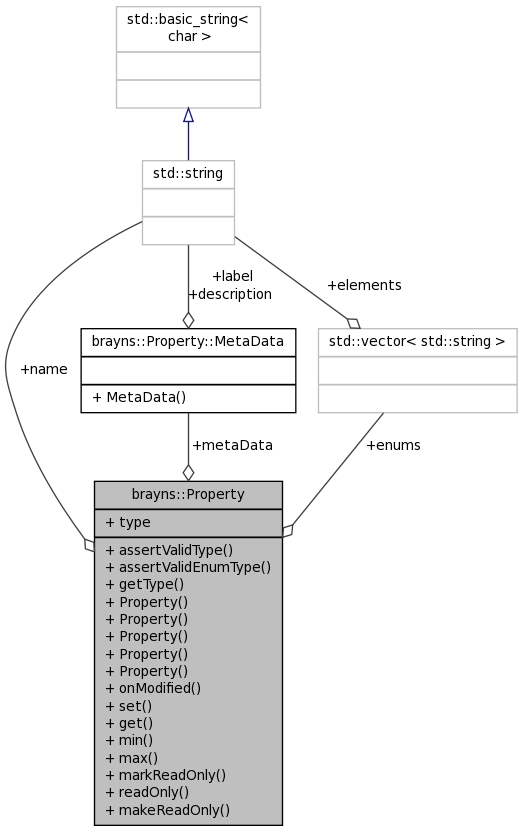 std::basic_string<
char >
std::string
+label
+description
+elements
+name
brayns::Property::MetaData
+ MetaData()
std::vector< std::string >
+metaData
+enums
brayns::Property
+ type
+ assertValidType()
+ assertValidEnumType()
+ getType()
+ Property()
+ Property()
+ Property()
+ Property()
+ Property()
+ onModified()
+ set()
+ get()
+ min()
+ max()
+ markReadOnly()
+ readOnly()
+ makeReadOnly()